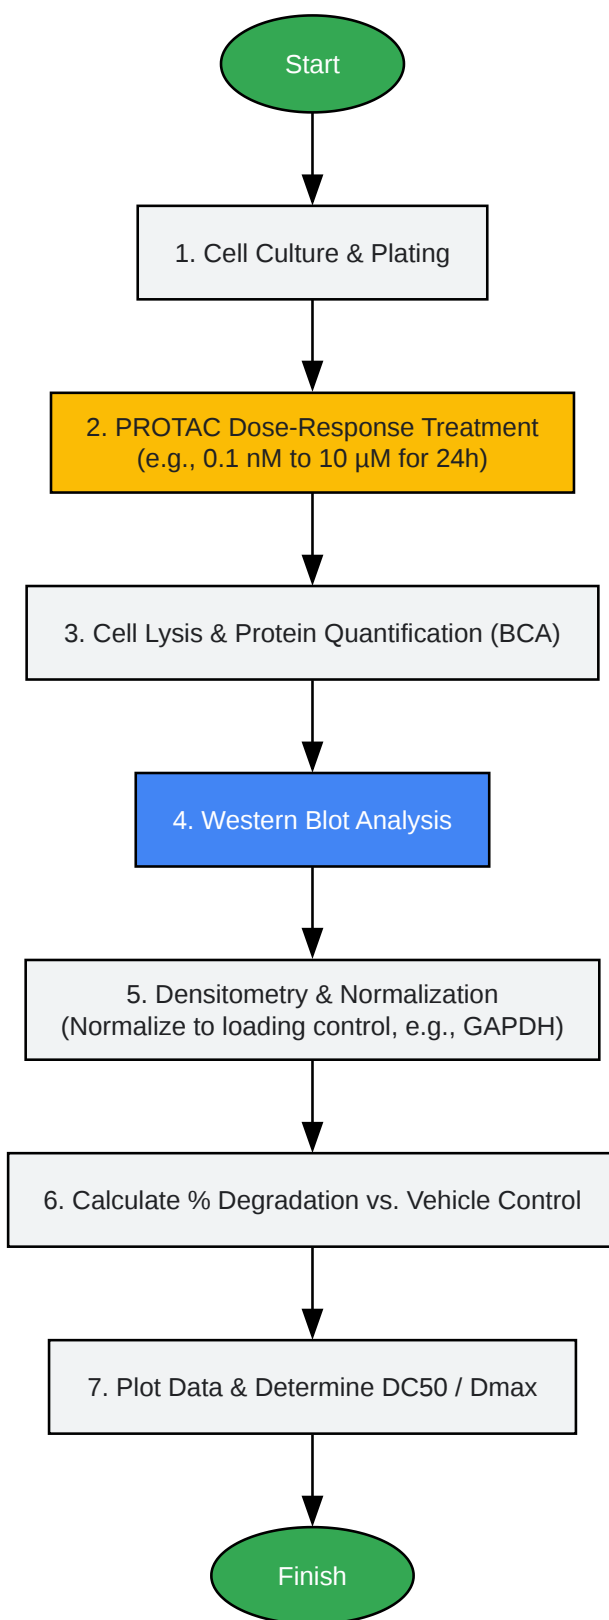 Start
1. Cell Culture & Plating
2. PROTAC Dose-Response Treatment
(e.g., 0.1 nM to 10 µM for 24h)
3. Cell Lysis & Protein Quantification (BCA)
4. Western Blot Analysis
5. Densitometry & Normalization
(Normalize to loading control, e.g., GAPDH)
6. Calculate % Degradation vs. Vehicle Control
7. Plot Data & Determine DC50 / Dmax
Finish